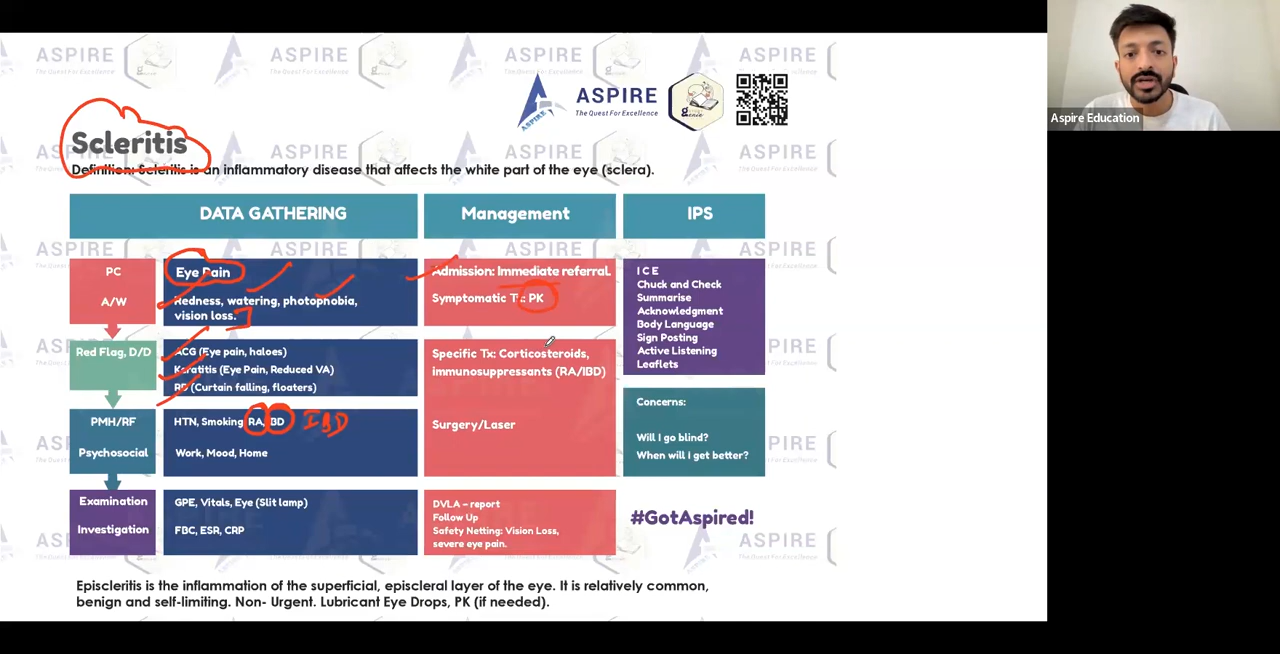 ASPIRE
The Quest For Excellence
genie
Aspire Education
Scleritis
Definition: Scleritis is an inflammatory disease that affects the white part of the eye (sclera).
DATA GATHERING
Management
IPS
PC
A/W
Eye Pain
Redness, watering, photophobia,
vision loss.
Admission: Immediate referral.
Symptomatic Tx: PK
I C E
Chuck and Check
Summarise
Acknowledgment
Body Language
Sign Posting
Active Listening
Leaflets
Red Flag, D/D
ACG (Eye pain, haloes)
Keratitis (Eye Pain, Reduced VA)
RD (Curtain falling, floaters)
Specific Tx: Corticosteroids,
immunosuppressants (RA/IBD)
Surgery/Laser
PMH/RF
Psychosocial
HTN, Smoking, RA, IBD
IBD
Work, Mood, Home
Concerns:
Will I go blind?
When will I get better?
Examination
Investigation
GPE, Vitals, Eye (Slit lamp)
FBC, ESR, CRP
DVLA – report
Follow Up
Safety Netting: Vision Loss,
severe eye pain.
#GotAspired!
Episcleritis is the inflammation of the superficial, episcleral layer of the eye. It is relatively common,
benign and self-limiting. Non- Urgent. Lubricant Eye Drops, PK (if needed).